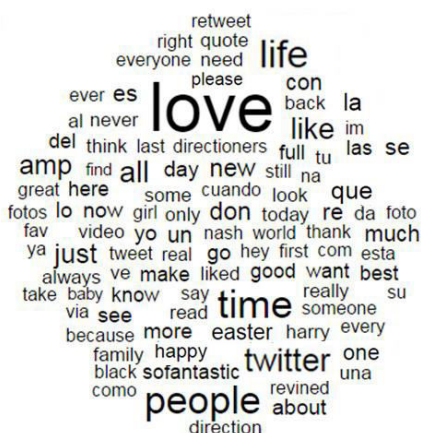 retweet
right quote life
everyone need
please con
ever es love back la
al never like im
del think last directioners full tu las se
amp find all day new still na
great here some cuando look que
fotos lo now girl only don today re da foto
fav video yo un nash world thank much
ya just tweet real go hey first com esta
always ve make liked good want best
take baby know say time really su
via see read someone
because more easter harry every
family happy twitter one
black sofantastic una
como people revined
about
direction